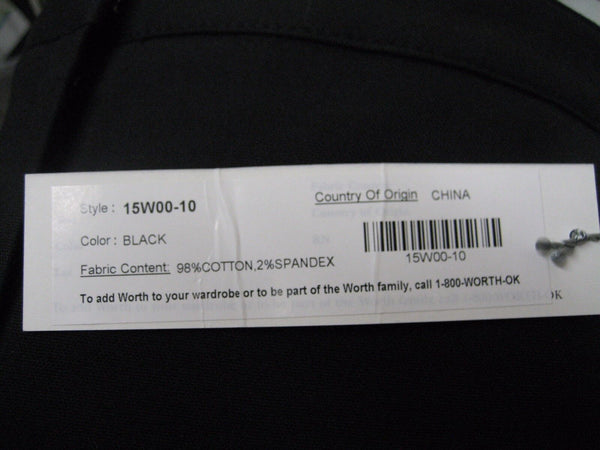 Style : 15W00-10
Country Of Origin CHINA
Color : BLACK
15W00-10
Fabric Content: 98%COTTON,2%SPANDEX
To add Worth to your wardrobe or to be part of the Worth family, call 1-800-WORTH-OK